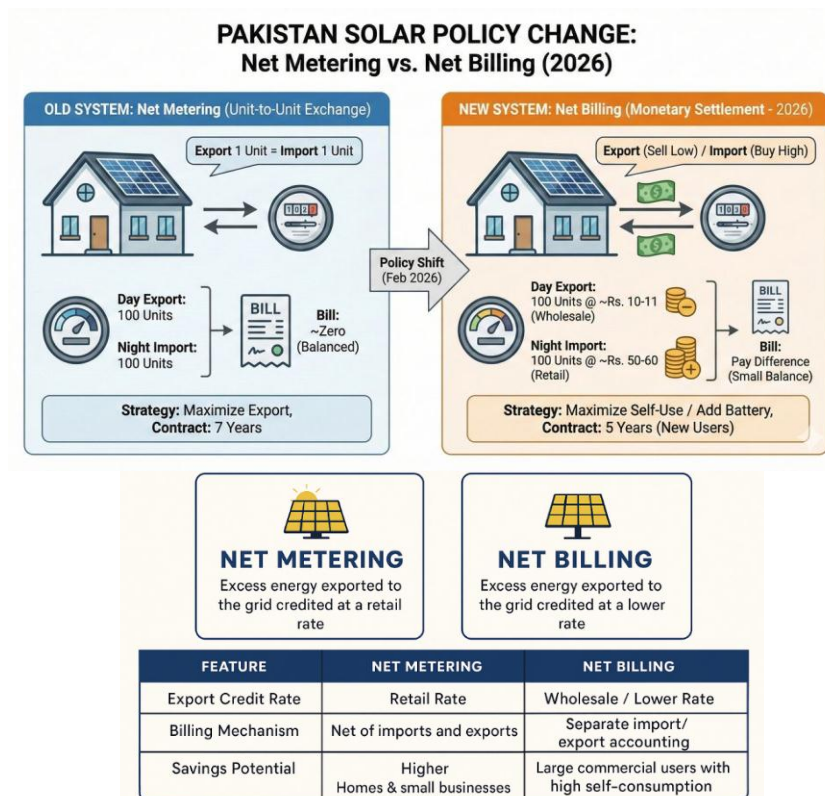 PAKISTAN SOLAR POLICY CHANGE:
Net Metering vs. Net Billing (2026)
OLD SYSTEM: Net Metering (Unit-to-Unit Exchange)
Export 1 Unit = Import 1 Unit
1020
Day Export:
100 Units
Night Import:
100 Units
BILL
Bill:
~Zero
(Balanced)
Strategy: Maximize Export,
Contract: 7 Years
Policy Shift
(Feb 2026)
NEW SYSTEM: Net Billing (Monetary Settlement - 2026)
Export (Sell Low) / Import (Buy High)
$
$
1020
Day Export:
100 Units @ ~Rs. 10-11
(Wholesale)
Night Import:
100 Units @ ~Rs. 50-60
(Retail)
BILL
Bill:
Pay Difference
(Small Balance)
Strategy: Maximize Self-Use / Add Battery,
Contract: 5 Years (New Users)
NET METERING
Excess energy exported to
the grid credited at a retail
rate
NET BILLING
Excess energy exported to
the grid credited at a lower
rate
FEATURE NET METERING NET BILLING
Export Credit Rate Retail Rate Wholesale / Lower Rate
Billing Mechanism Net of imports and exports Separate import/
export accounting
Savings Potential Higher Large commercial users with
Homes & small businesses high self-consumption